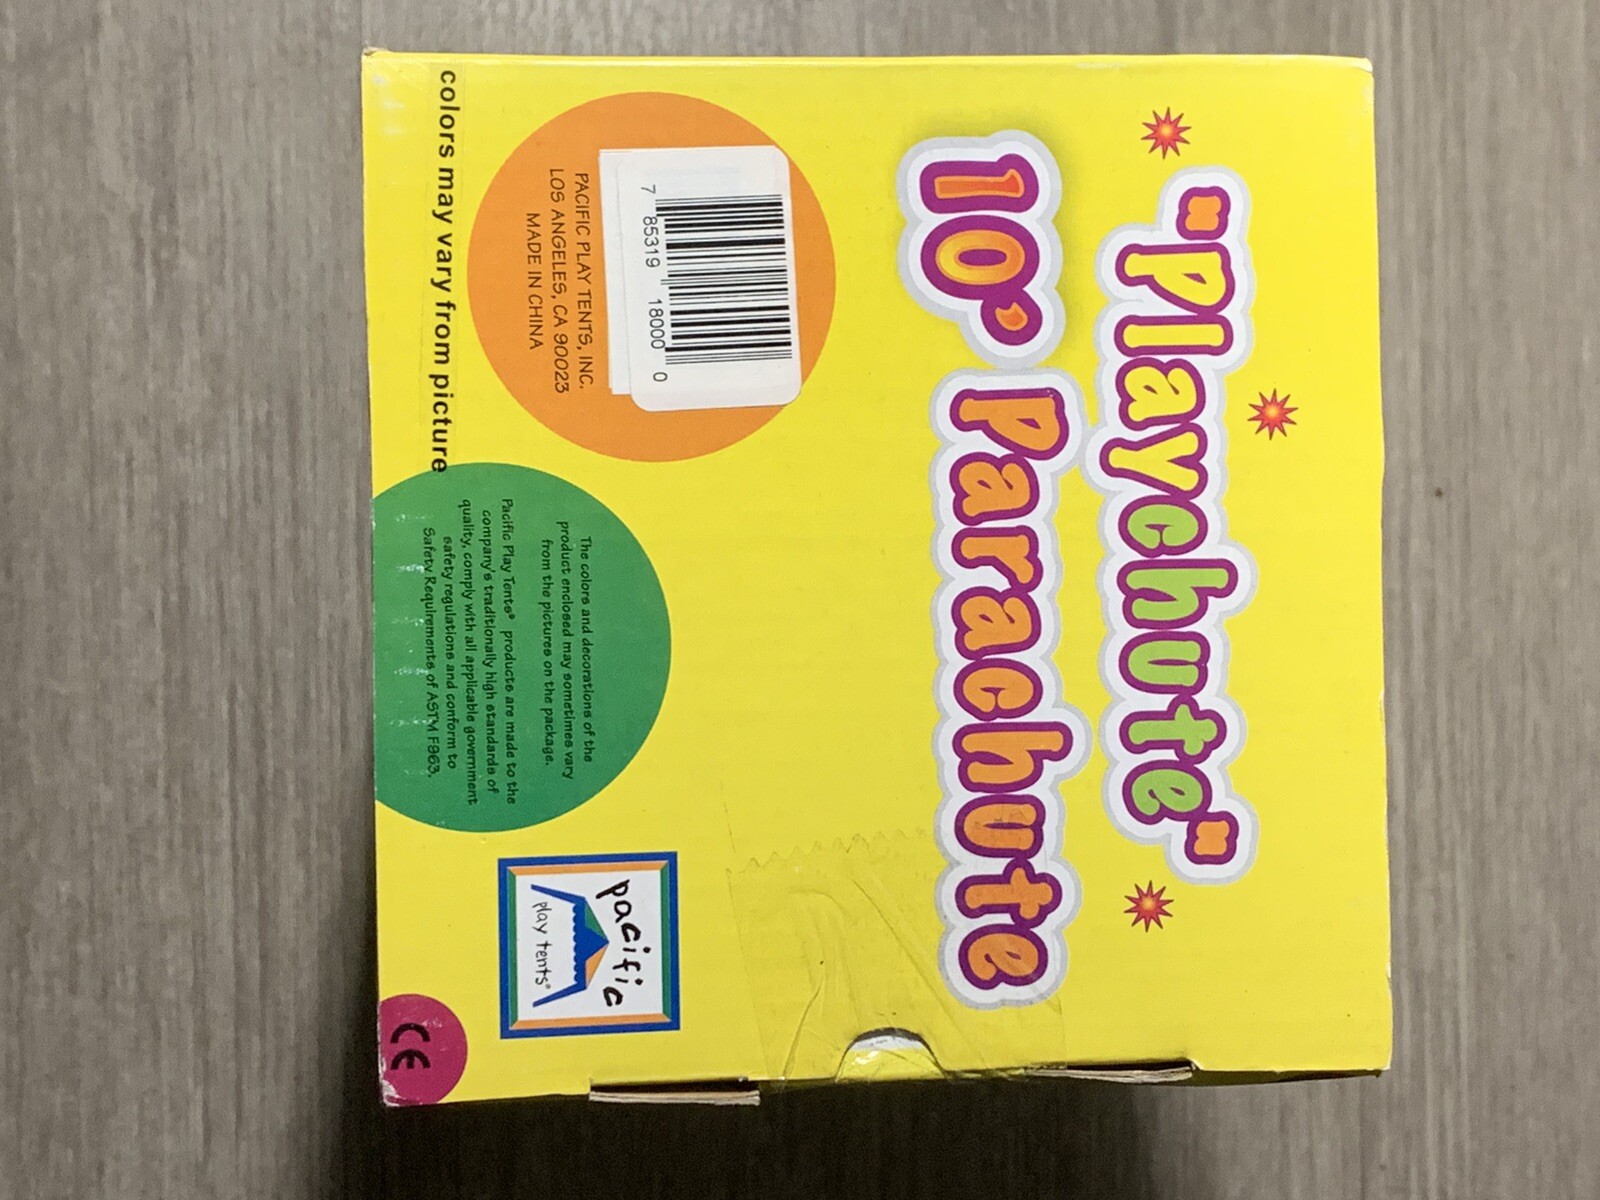 "Playchute"
10' Parachute
7 85319 18000 0
PACIFIC PLAY TENTS, INC.
LOS ANGELES, CA 90023
MADE IN CHINA
colors may vary from picture
The colors and decorations of the
product enclosed may sometimes vary
from the pictures on the package.
Pacific Play Tents® products are made to the
company's traditionally high standards of
quality, comply with all applicable government
safety regulations and conform to
Safety Requirements of ASTM F963.
pacific
play tents®
CE